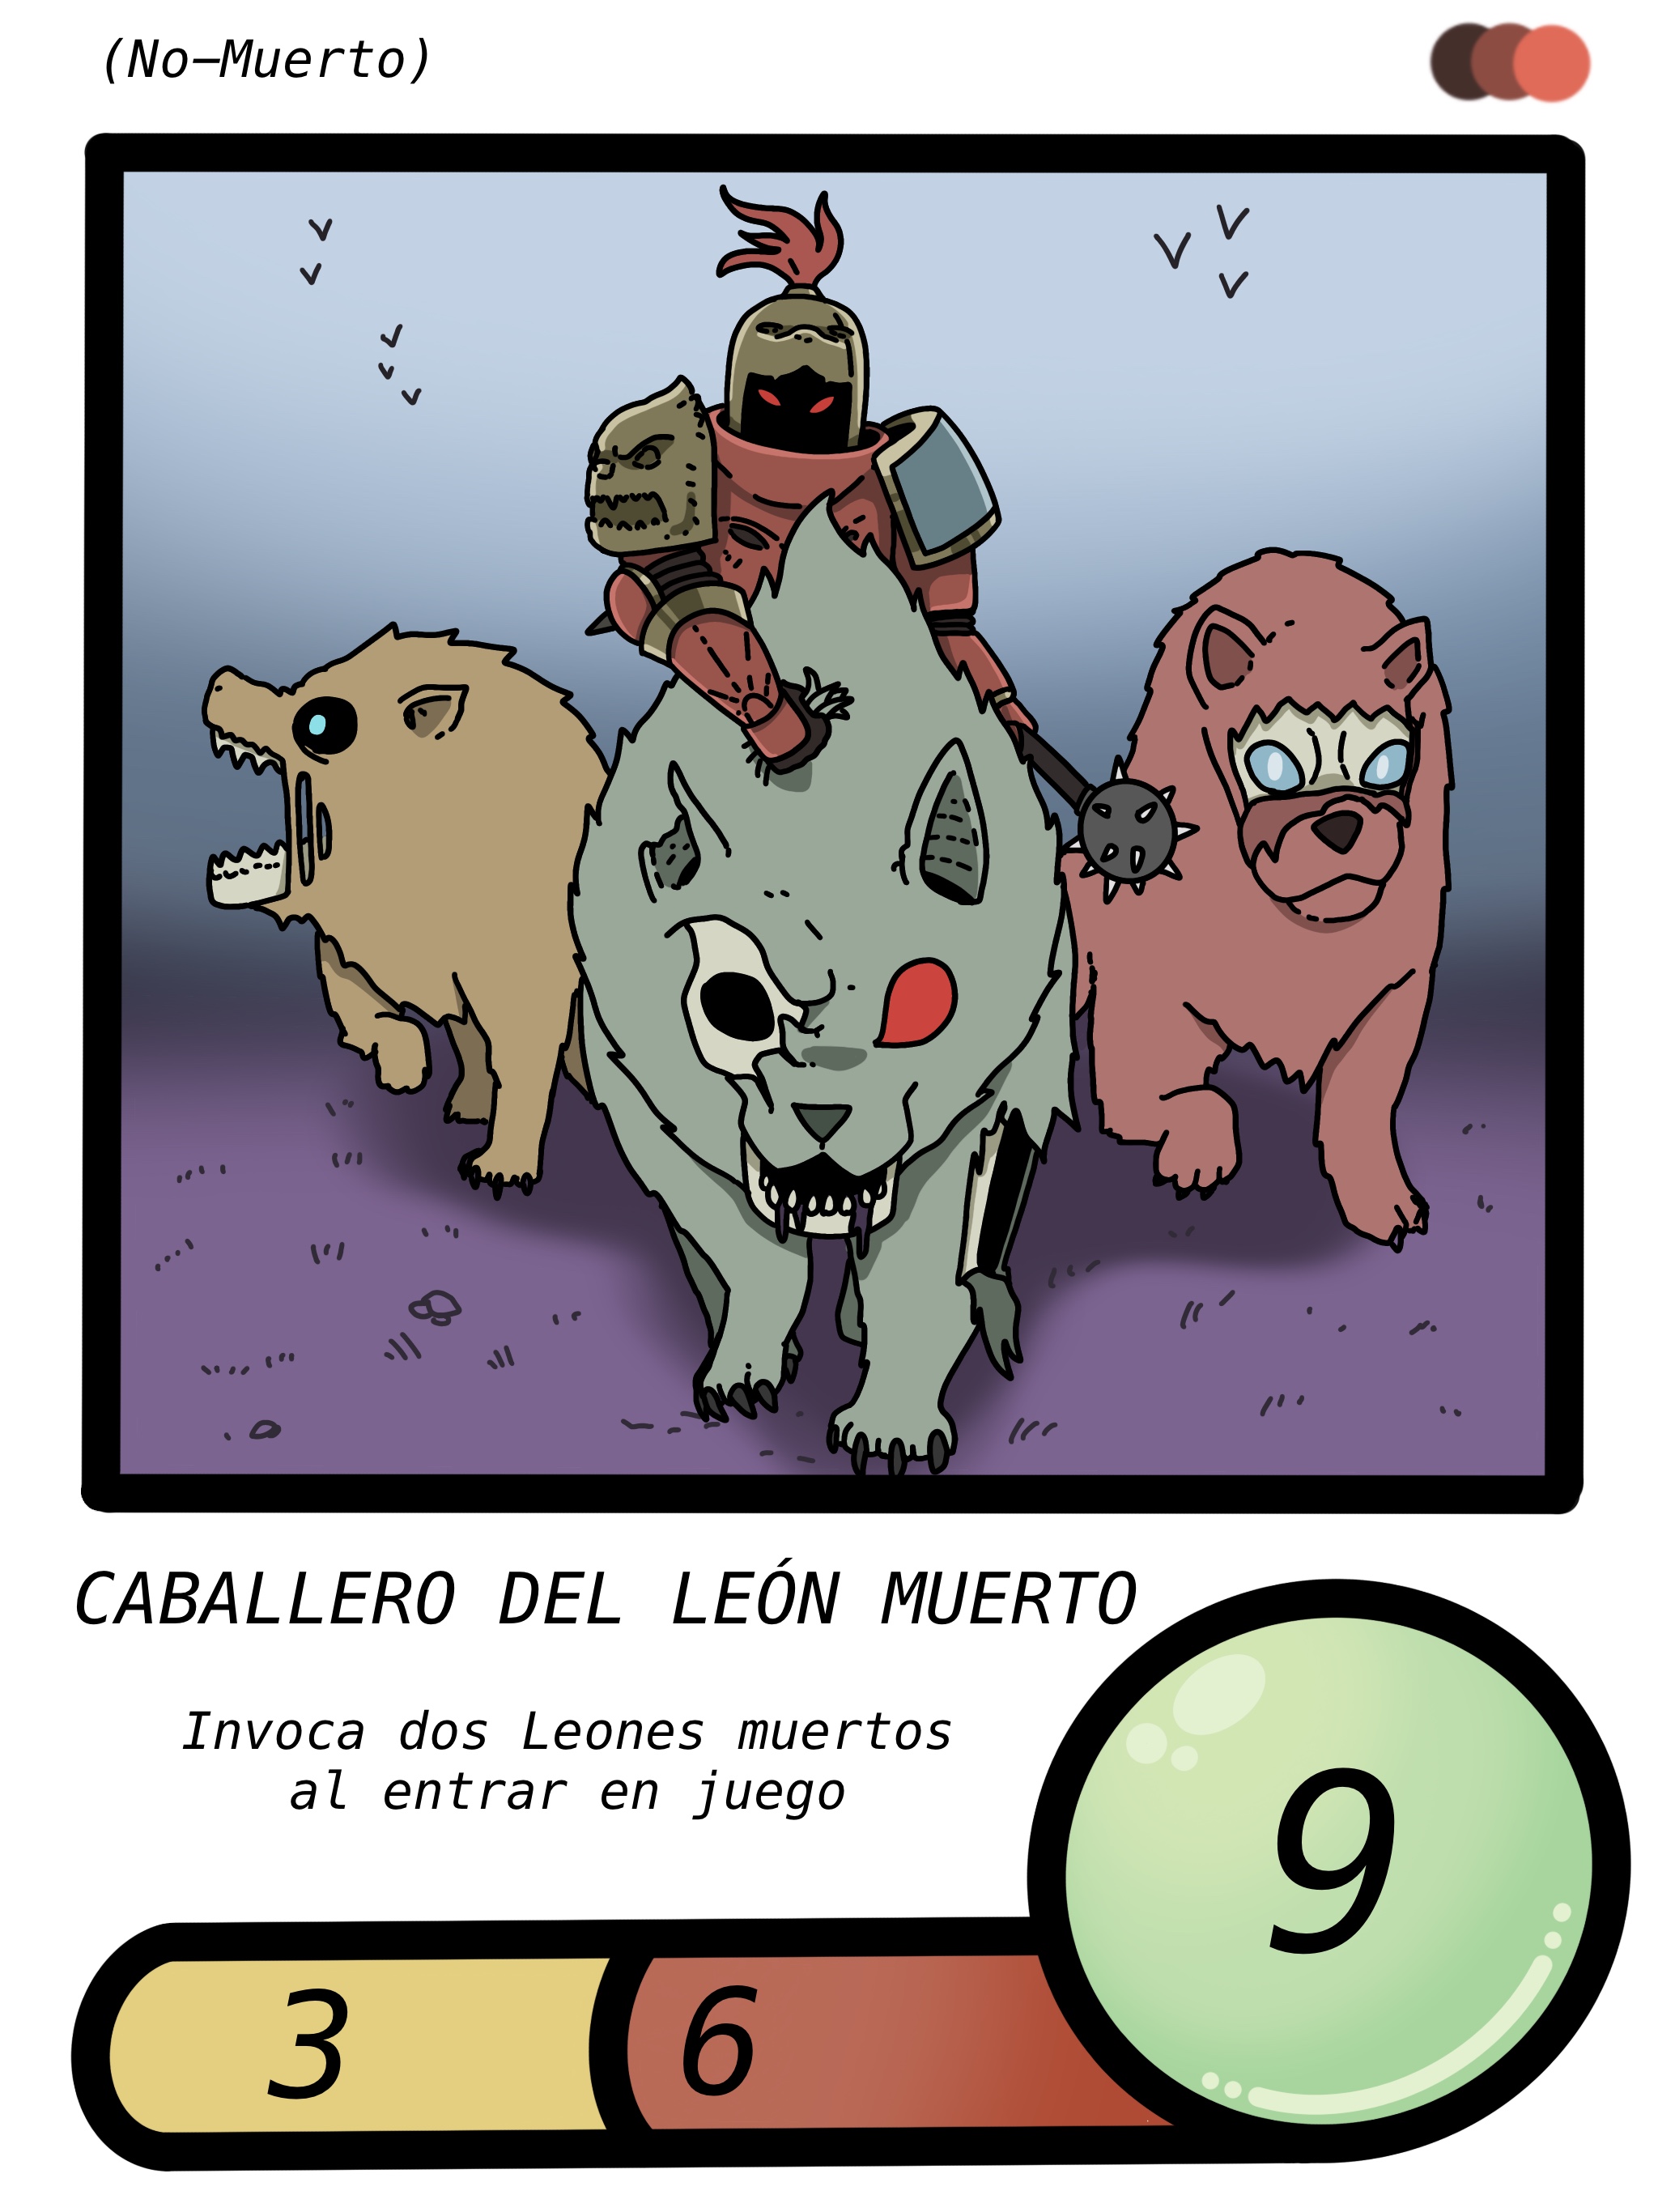 (No-Muerto)
CABALLERO DEL LEÓN MUERTO
Invoca dos Leones muertos
al entrar en juego
9
3 6